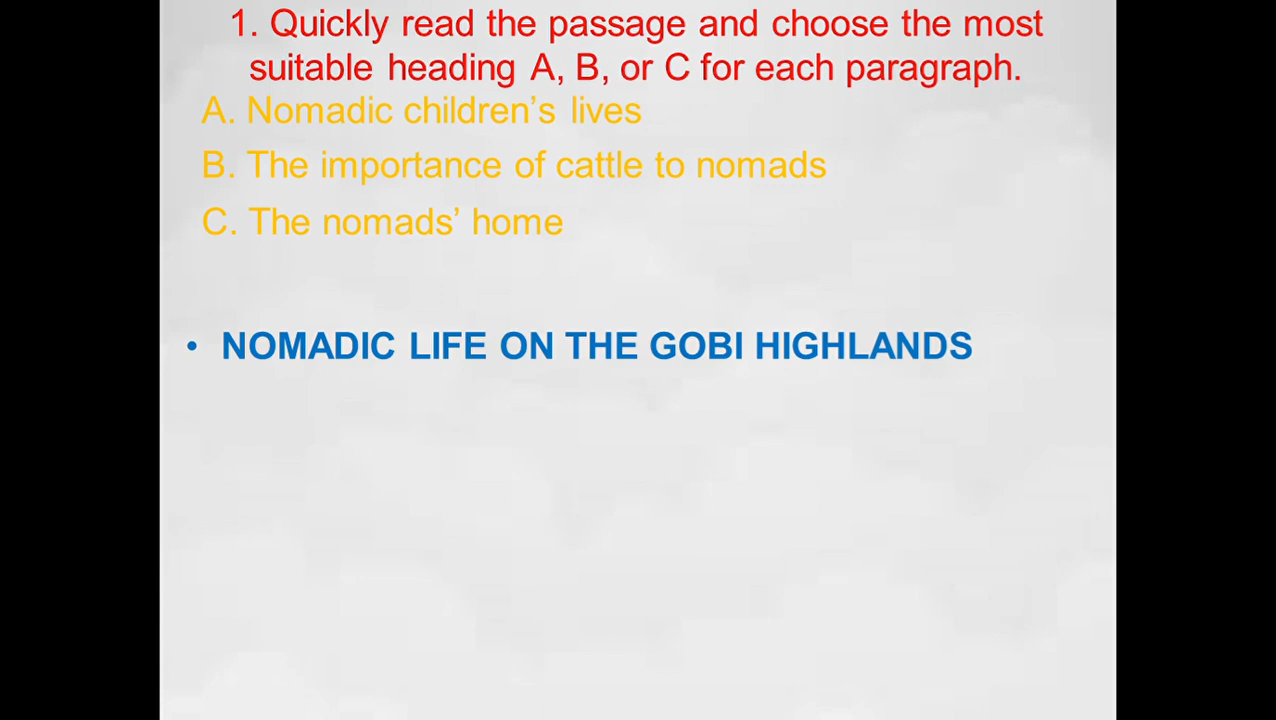 1. Quickly read the passage and choose the most
suitable heading A, B, or C for each paragraph.
A. Nomadic children’s lives
B. The importance of cattle to nomads
C. The nomads’ home
• NOMADIC LIFE ON THE GOBI HIGHLANDS